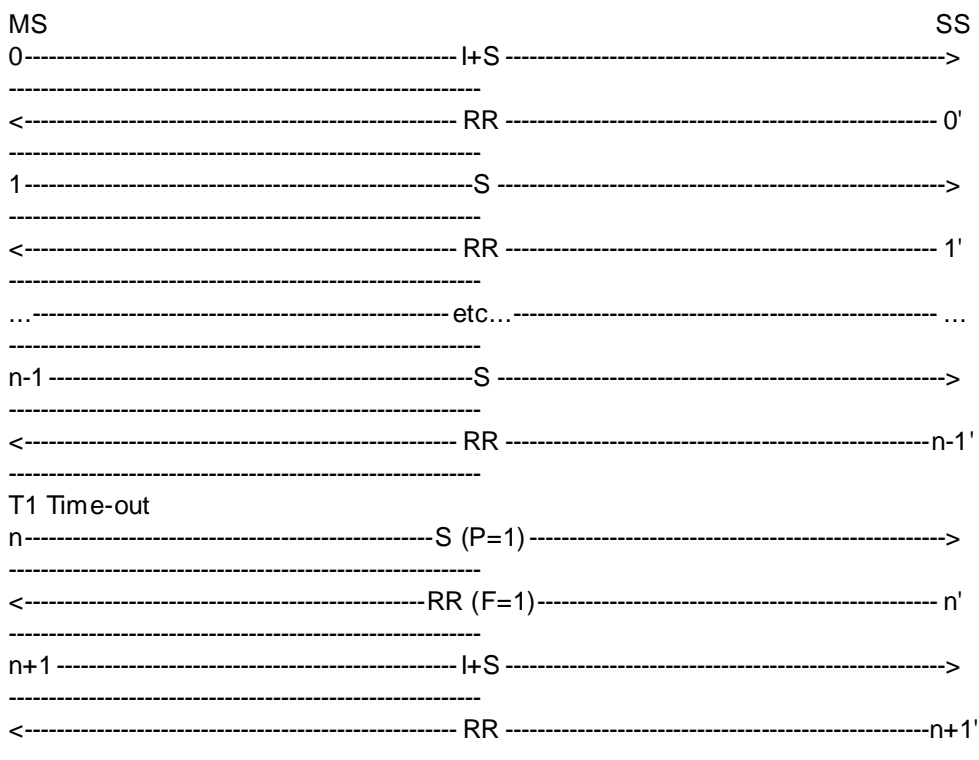 MS SS
0------------------------------------------------------ I+S ------------------------------------------------------->
-----------------------------------------------------------
<------------------------------------------------------ RR ------------------------------------------------------ 0'
-----------------------------------------------------------
1--------------------------------------------------------S -------------------------------------------------------->
-----------------------------------------------------------
<------------------------------------------------------ RR ------------------------------------------------------ 1'
-----------------------------------------------------------
...---------------------------------------------------- etc...----------------------------------------------------- ...
-----------------------------------------------------------
n-1 -----------------------------------------------------S -------------------------------------------------------->
-----------------------------------------------------------
<------------------------------------------------------ RR -----------------------------------------------------n-1'
-----------------------------------------------------------
T1 Time-out
n---------------------------------------------------S (P=1) ---------------------------------------------------->
-----------------------------------------------------------
<--------------------------------------------------RR (F=1)-------------------------------------------------- n'
-----------------------------------------------------------
n+1 -------------------------------------------------- I+S ------------------------------------------------------->
-----------------------------------------------------------
<------------------------------------------------------ RR -----------------------------------------------------n+1'